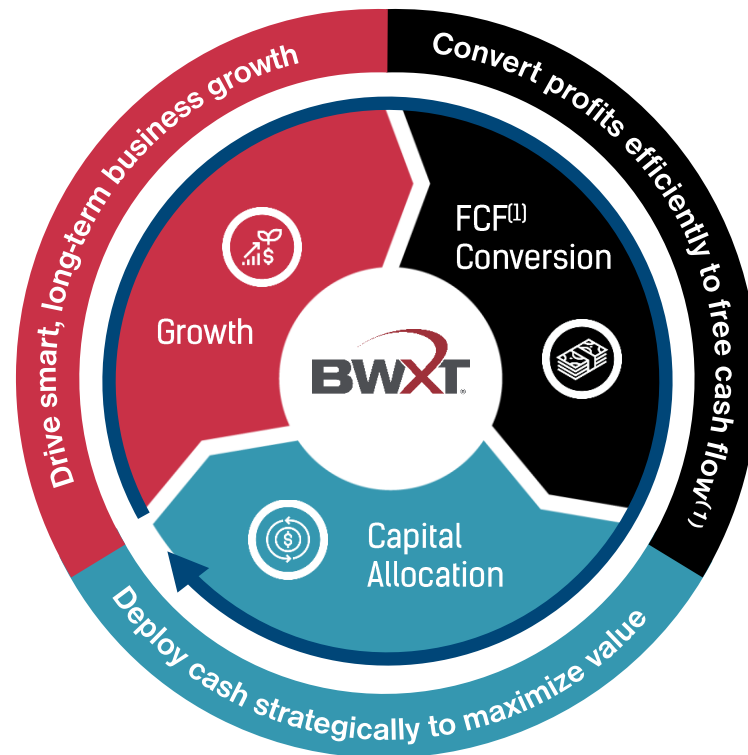 Drive smart, long-term business growth
Convert profits efficiently to free cash flow(1)
Deploy cash strategically to maximize value
Growth
FCF(1)
Conversion
Capital
Allocation
BWXT®